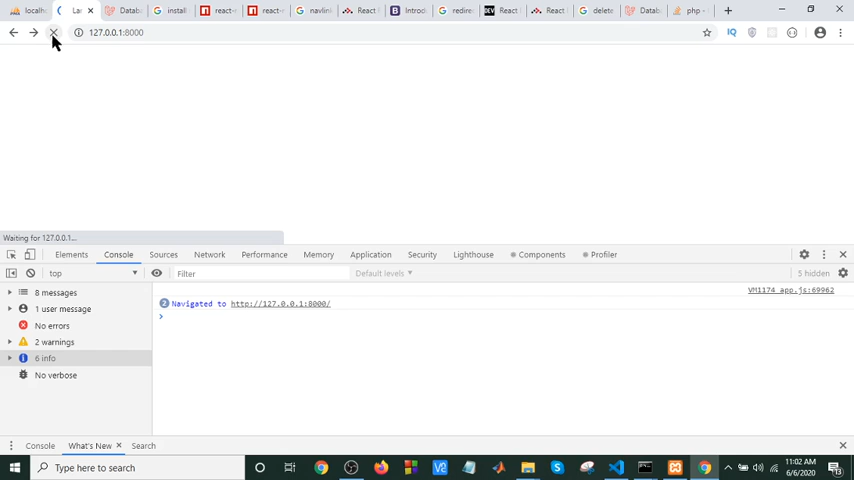 localh
La
Datab
install
react-r
react-r
navlin
React
Introd
redire
React
React
delete
Datab
php -
127.0.0.1:8000
IQ
Waiting for 127.0.0.1...
Elements
Console
Sources
Network
Performance
Memory
Application
Security
Lighthouse
Components
Profiler
top
Filter
Default levels
5 hidden
8 messages
1 user message
No errors
2 warnings
6 info
No verbose
VM1174 app.js:69962
2 Navigated to http://127.0.0.1:8000/
Console
What's New
Search
Type here to search
11:02 AM
6/6/2020
13